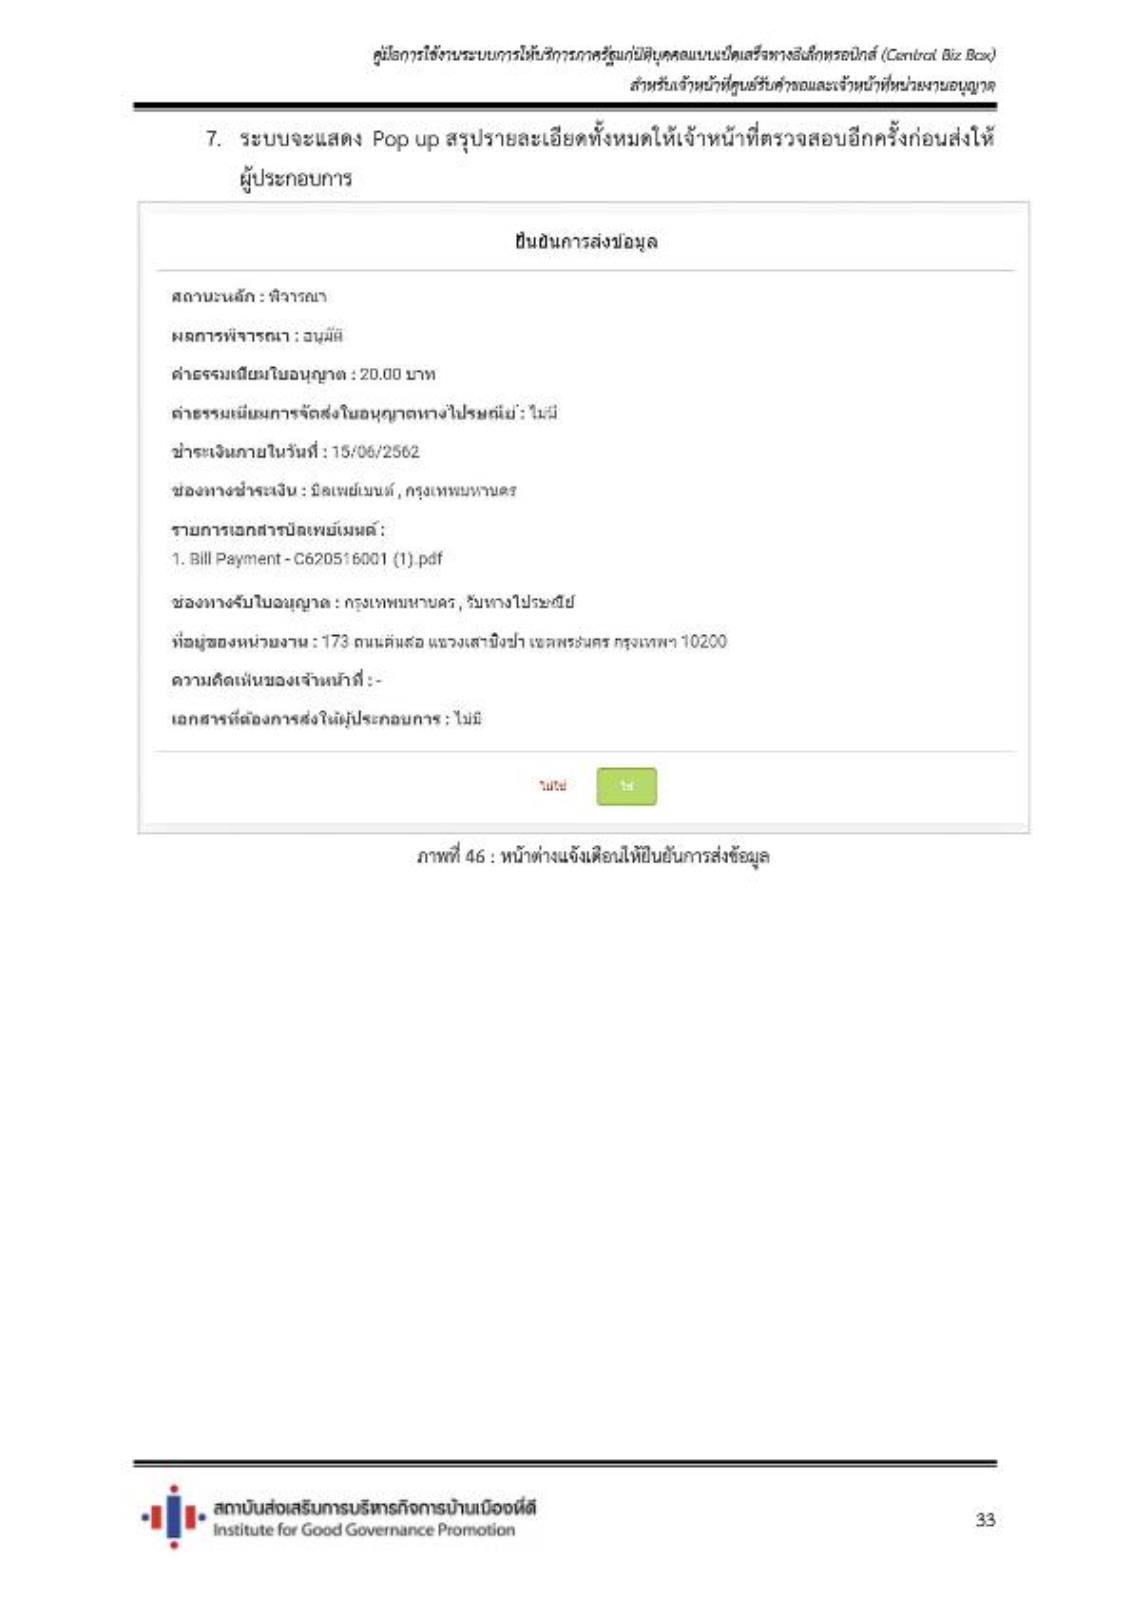 คู่มือการใช้งานระบบการให้บริการภาครัฐแก่นิติบุคคลแบบเบ็ดเสร็จทางอิเล็กทรอนิกส์ (Central Biz Box)
สำหรับเจ้าหน้าที่ศูนย์รับคำขอและเจ้าหน้าที่หน่วยงานอนุญาต
7. ระบบจะแสดง Pop up สรุปรายละเอียดทั้งหมดให้เจ้าหน้าที่ตรวจสอบอีกครั้งก่อนส่งให้
ผู้ประกอบการ
ยืนยันการส่งข้อมูล
สถานะหลัก : พิจารณา
ผลการพิจารณา : อนุมัติ
ค่าธรรมเนียมใบอนุญาต : 20.00 บาท
ค่าธรรมเนียมการจัดส่งใบอนุญาตทางไปรษณีย์ : ไม่มี
ชำระเงินภายในวันที่ : 15/06/2562
ช่องทางชำระเงิน : บิลเพย์เมนต์ , กรุงเทพมหานคร
รายการเอกสารบิลเพย์เมนต์ :
1. Bill Payment - C620516001 (1).pdf
ช่องทางรับใบอนุญาต : กรุงเทพมหานคร , รับทางไปรษณีย์
ที่อยู่ของหน่วยงาน : 173 ถนนดินสอ แขวงเสาชิงช้า เขตพระนคร กรุงเทพฯ 10200
ความคิดเห็นของเจ้าหน้าที่ : -
เอกสารที่ต้องการส่งให้ผู้ประกอบการ : ไม่มี
ไม่ใช่ ใช่
ภาพที่ 46 : หน้าต่างแจ้งเตือนให้ยืนยันการส่งข้อมูล
สถาบันส่งเสริมการบริหารกิจการบ้านเมืองที่ดี
Institute for Good Governance Promotion
33